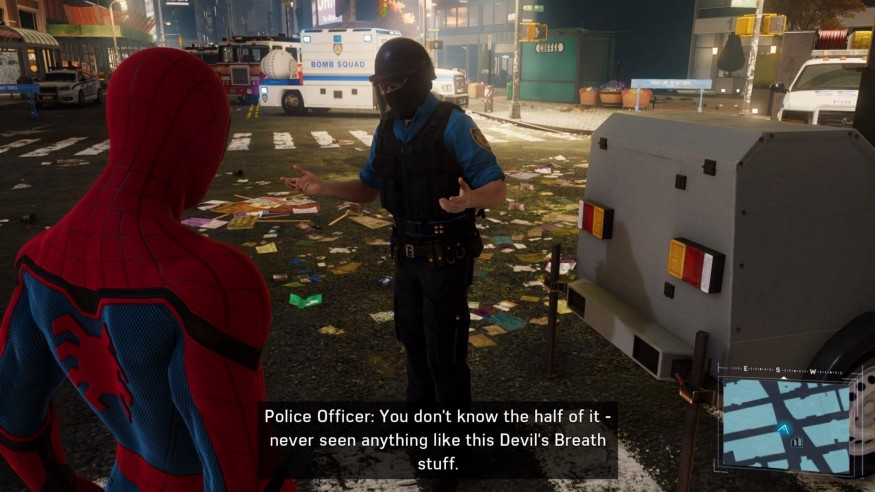 BOMB SQUAD
COFFEE
E S W
Police Officer: You don't know the half of it -
never seen anything like this Devil's Breath
stuff.